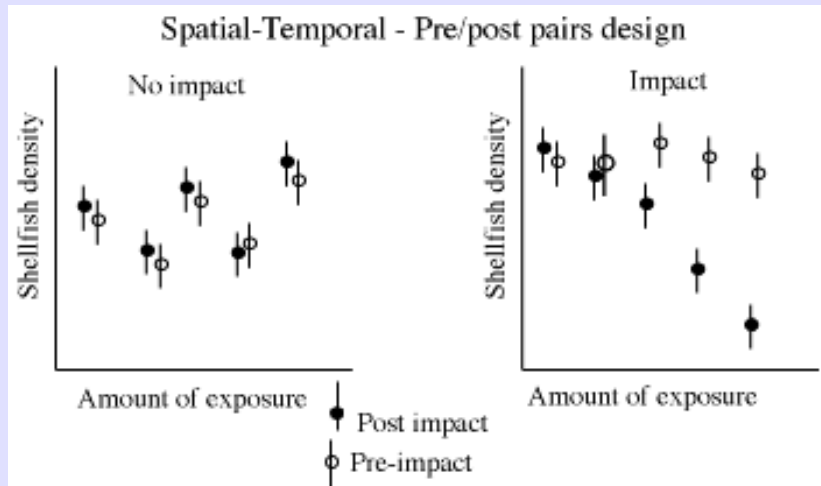 Spatial-Temporal - Pre/post pairs design
No impact
Shellfish density
Amount of exposure
Impact
Shellfish density
Amount of exposure
Post impact
Pre-impact